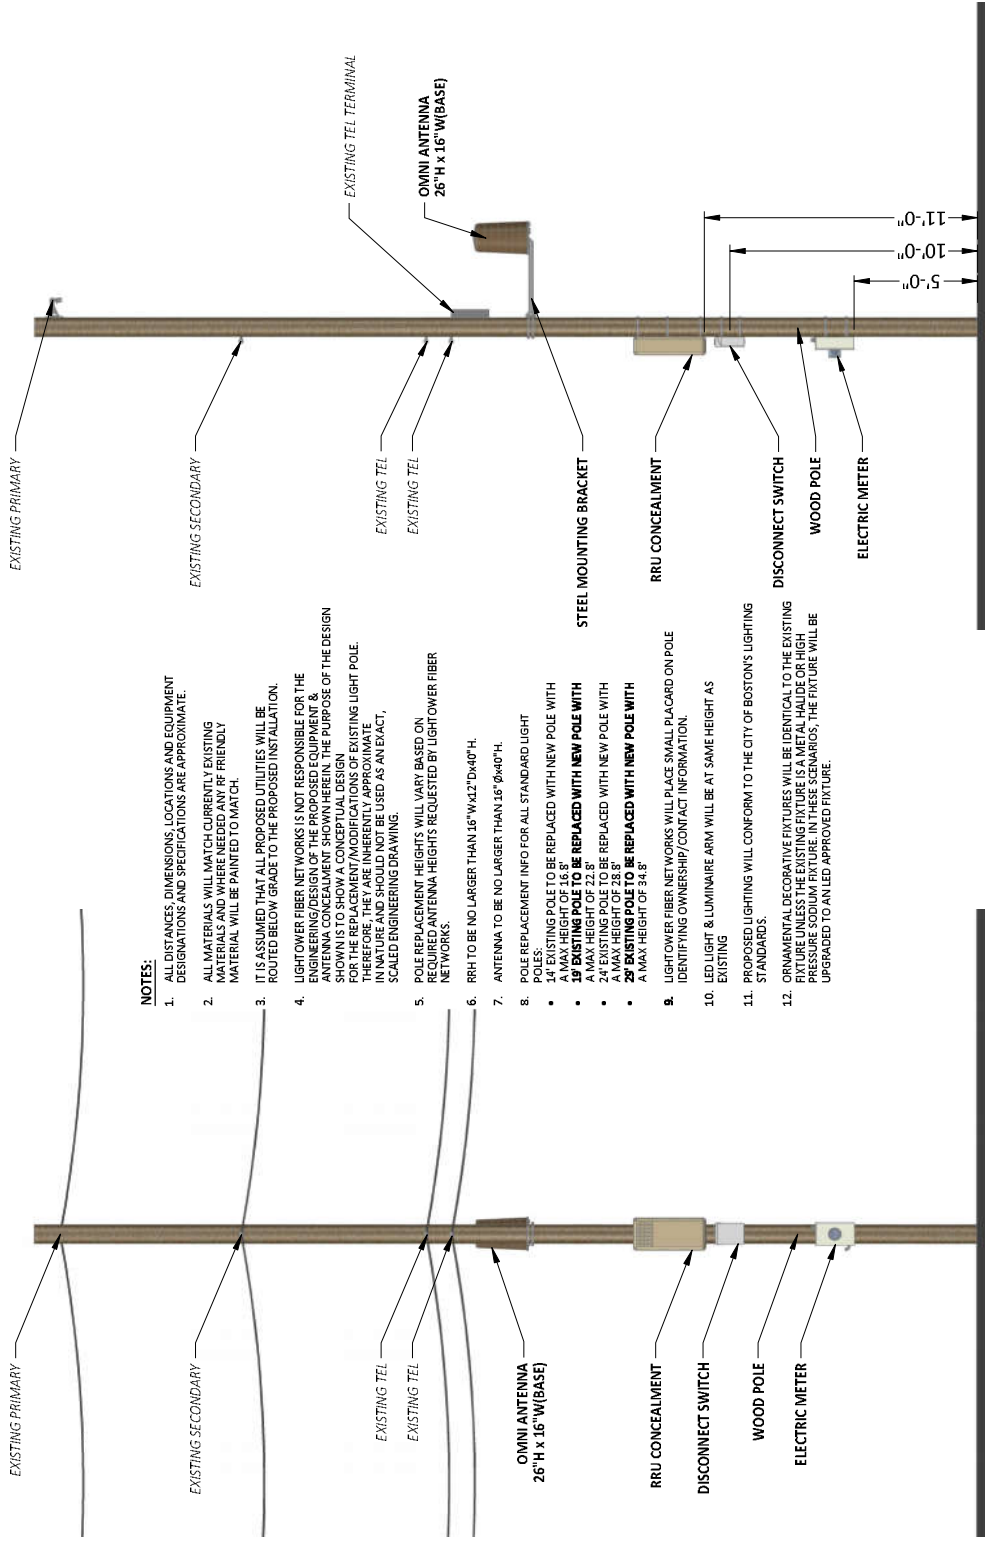 EXISTING PRIMARY
EXISTING SECONDARY
EXISTING TEL
EXISTING TEL
OMNI ANTENNA
26"H x 16"W(BASE)
RRU CONCEALMENT
DISCONNECT SWITCH
WOOD POLE
ELECTRIC METER
NOTES:
1. ALL DISTANCES, DIMENSIONS, LOCATIONS AND EQUIPMENT
DESIGNATIONS AND SPECIFICATIONS ARE APPROXIMATE.
2. ALL MATERIALS WILL MATCH CURRENTLY EXISTING
MATERIALS AND WHERE NEEDED ANY RF FRIENDLY
MATERIAL WILL BE PAINTED TO MATCH.
3. IT IS ASSUMED THAT ALL PROPOSED UTILITIES WILL BE
ROUTED BELOW GRADE TO THE PROPOSED INSTALLATION.
4. LIGHTOWER FIBER NETWORKS IS NOT RESPONSIBLE FOR THE
ENGINEERING/DESIGN OF THE PROPOSED EQUIPMENT &
ANTENNA CONCEALMENT SHOWN HEREIN. THE PURPOSE OF THE DESIGN
SHOWN IS TO SHOW A CONCEPTUAL DESIGN
FOR THE REPLACEMENT/MODIFICATIONS OF EXISTING LIGHT POLE.
THEREFORE, THEY ARE INHERENTLY APPROXIMATE
IN NATURE AND SHOULD NOT BE USED AS AN EXACT,
SCALED ENGINEERING DRAWING.
5. POLE REPLACEMENT HEIGHTS WILL VARY BASED ON
REQUIRED ANTENNA HEIGHTS REQUESTED BY LIGHTOWER FIBER
NETWORKS.
6. RRH TO BE NO LARGER THAN 16"Wx12"Dx40"H.
7. ANTENNA TO BE NO LARGER THAN 16"Øx40"H.
8. POLE REPLACEMENT INFO FOR ALL STANDARD LIGHT
POLES:
• 14' EXISTING POLE TO BE REPLACED WITH NEW POLE WITH
A MAX HEIGHT OF 16.8'
• 19' EXISTING POLE TO BE REPLACED WITH NEW POLE WITH
A MAX HEIGHT OF 22.8'
• 24' EXISTING POLE TO BE REPLACED WITH NEW POLE WITH
A MAX HEIGHT OF 28.8'
• 29' EXISTING POLE TO BE REPLACED WITH NEW POLE WITH
A MAX HEIGHT OF 34.8'
9. LIGHTOWER FIBER NETWORKS WILL PLACE SMALL PLACARD ON POLE
IDENTIFYING OWNERSHIP/CONTACT INFORMATION.
10. LED LIGHT & LUMINAIRE ARM WILL BE AT SAME HEIGHT AS
EXISTING
11. PROPOSED LIGHTING WILL CONFORM TO THE CITY OF BOSTON'S LIGHTING
STANDARDS.
12. ORNAMENTAL DECORATIVE FIXTURES WILL BE IDENTICAL TO THE EXISTING
FIXTURE UNLESS THE EXISTING FIXTURE IS A METAL HALIDE OR HIGH
PRESSURE SODIUM FIXTURE. IN THESE SCENARIOS, THE FIXTURE WILL BE
UPGRADED TO AN LED APPROVED FIXTURE.
EXISTING PRIMARY
EXISTING SECONDARY
EXISTING TEL
EXISTING TEL
STEEL MOUNTING BRACKET
RRU CONCEALMENT
DISCONNECT SWITCH
WOOD POLE
ELECTRIC METER
EXISTING TEL TERMINAL
OMNI ANTENNA
26"H x 16"W(BASE)
11'-0"
10'-0"
5'-0"